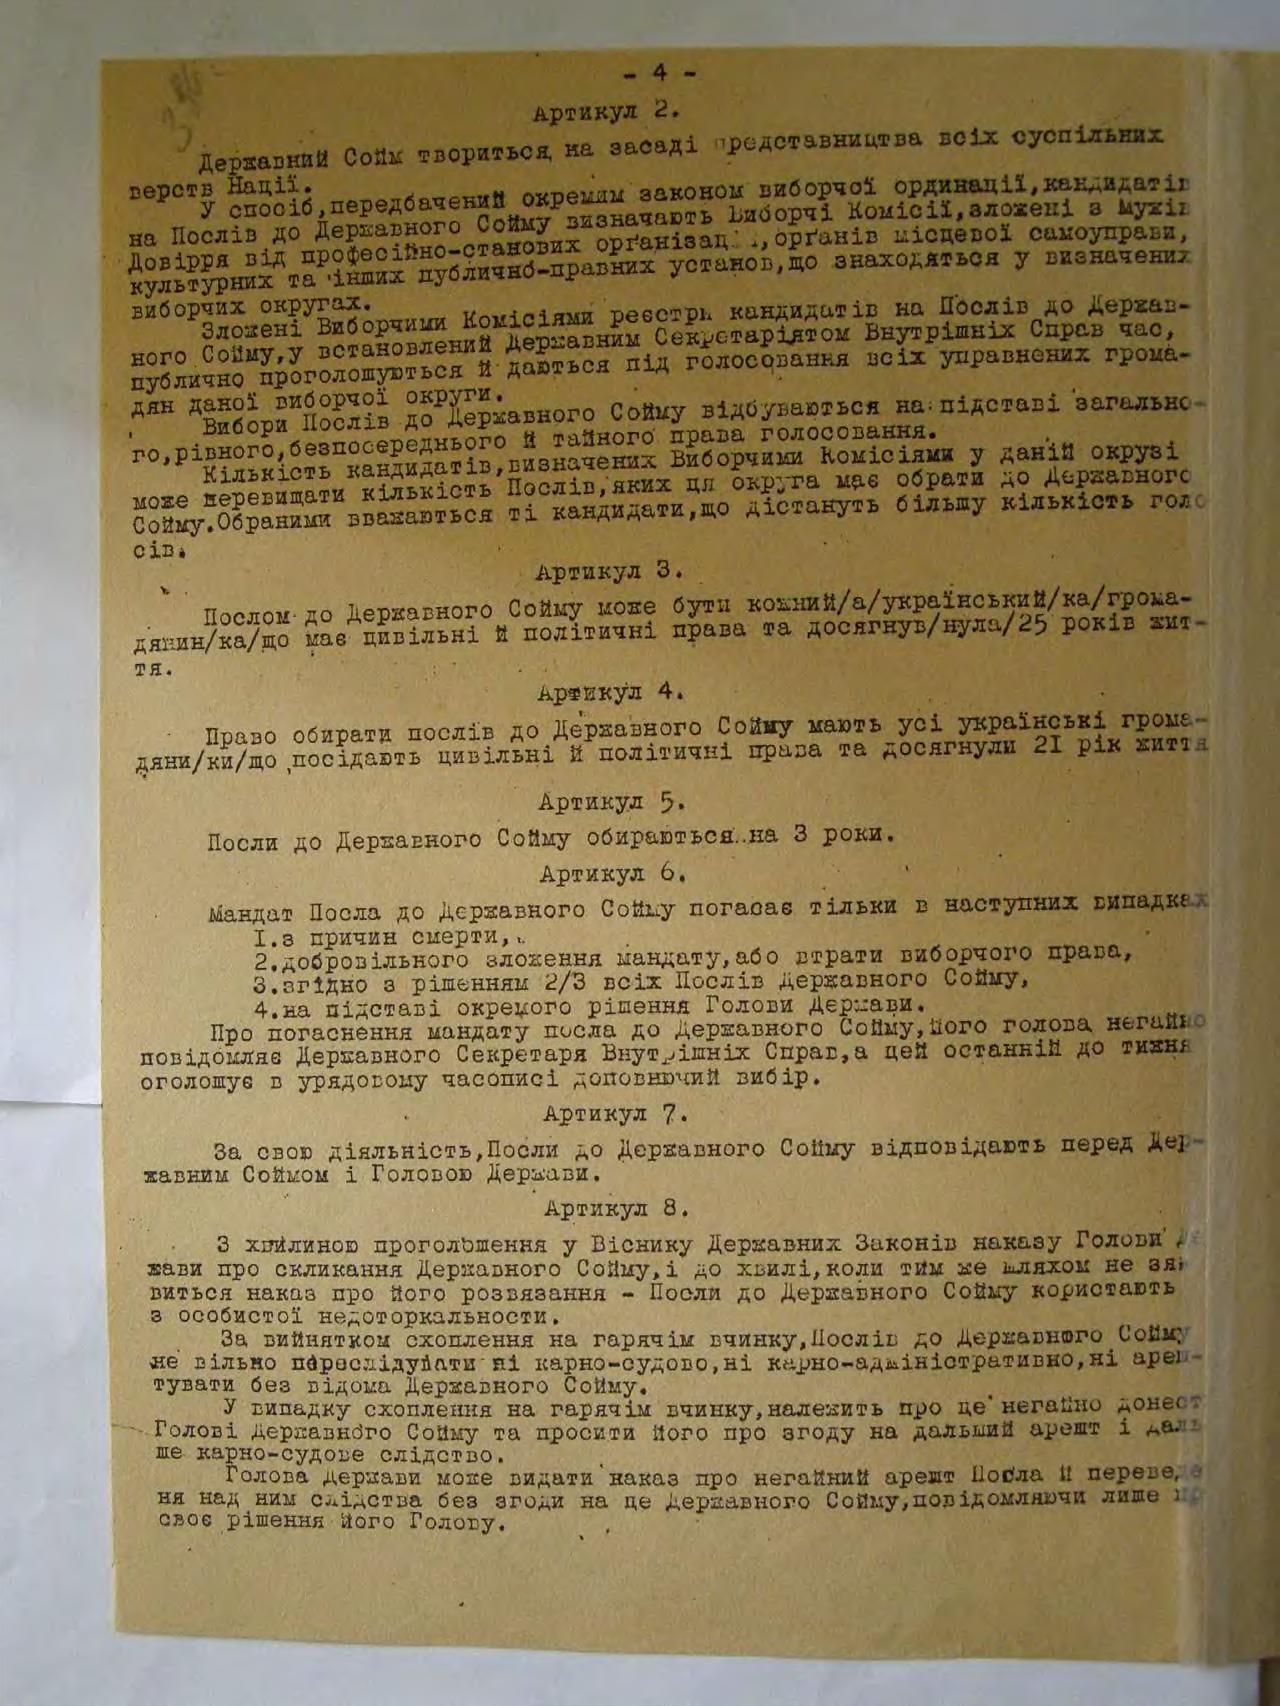 - 4 -
Артикул 2.
Державний Сойм твориться, на засаді представництва всіх суспільних
верств Нації.
У спосіб,передбачений окремим законом виборчої ординації,кандидатів
на Послів до Державного Сойму визначають Виборчі Комісії,зложені з Мужів
Довірря від професійно-станових орґанізац ,орґанів місцевої самоуправи,
культурних та інших публично-правних установ,що знаходяться у визначених
виборчих округах.
Зложені Виборчими Комісіями реєстри кандидатів на Послів до Держав-
ного Сойму,у встановлений Державним Секретаріятом Внутрішніх Справ час,
публично проголошуються й даються під голосовання всіх управнених грома-
дян даної виборчої округи.
Вибори Послів до Державного Сойму відбуваються на підставі загально-
го,рівного,безпосереднього й тайного права голосовання.
Кількість кандидатів,визначених Виборчими Комісіями у даній окрузі
може перевищати кількість Послів,яких ця округа має обрати до Державного
Сойму.Обраними вважаються ті кандидати,що дістануть більшу кількість голо
сів.
Артикул 3.
Послом до Державного Сойму може бути кожний/а/український/ка/грома-
дянин/ка/що має цивільні й політичні права та досягнув/нула/25 років жит-
тя.
Артикул 4.
Право обирати послів до Державного Сойму мають усі українські грома-
дяни/ки/що посідають цивільні й політичні права та досягнули 21 рік життя
Артикул 5.
Посли до Державного Сойму обираються на 3 роки.
Артикул 6.
Мандат Посла до Державного Сойму погасає тільки в наступних випадках
1.з причин смерти,
2.добровільного зложення мандату,або втрати виборчого права,
3.згідно з рішенням 2/3 всіх Послів Державного Сойму,
4.на підставі окремого рішення Голови Держави.
Про погаснення мандату посла до Державного Сойму,його голова негайно
повідомляє Державного Секретаря Внутрішніх Справ,а цей останній до тижня
оголошує в урядовому часописі доповнюючий вибір.
Артикул 7.
За свою діяльність,Посли до Державного Сойму відповідають перед Дер-
жавним Соймом і Головою Держави.
Артикул 8.
З хвилиною проголошення у Віснику Державних Законів наказу Голови Де
жави про скликання Державного Сойму,і до хвилі,коли тим же шляхом не зяв
виться наказ про його розвязання - Посли до Державного Сойму користають
з особистої недоторкальности.
За вийнятком схоплення на гарячім вчинку,Послів до Державного Сойму
не вільно переслідувати ні карно-судово,ні карно-адміністративно,ні ареш-
тувати без відома Державного Сойму.
У випадку схоплення на гарячім вчинку,належить про це негайно донест
Голові Державного Сойму та просити його про згоду на дальший арешт і даль
ше карно-судове слідство.
Голова Держави може видати наказ про негайний арешт Посла й переведе
ня над ним слідства без згоди на це Державного Сойму,повідомляючи лише
своє рішення його Голову.